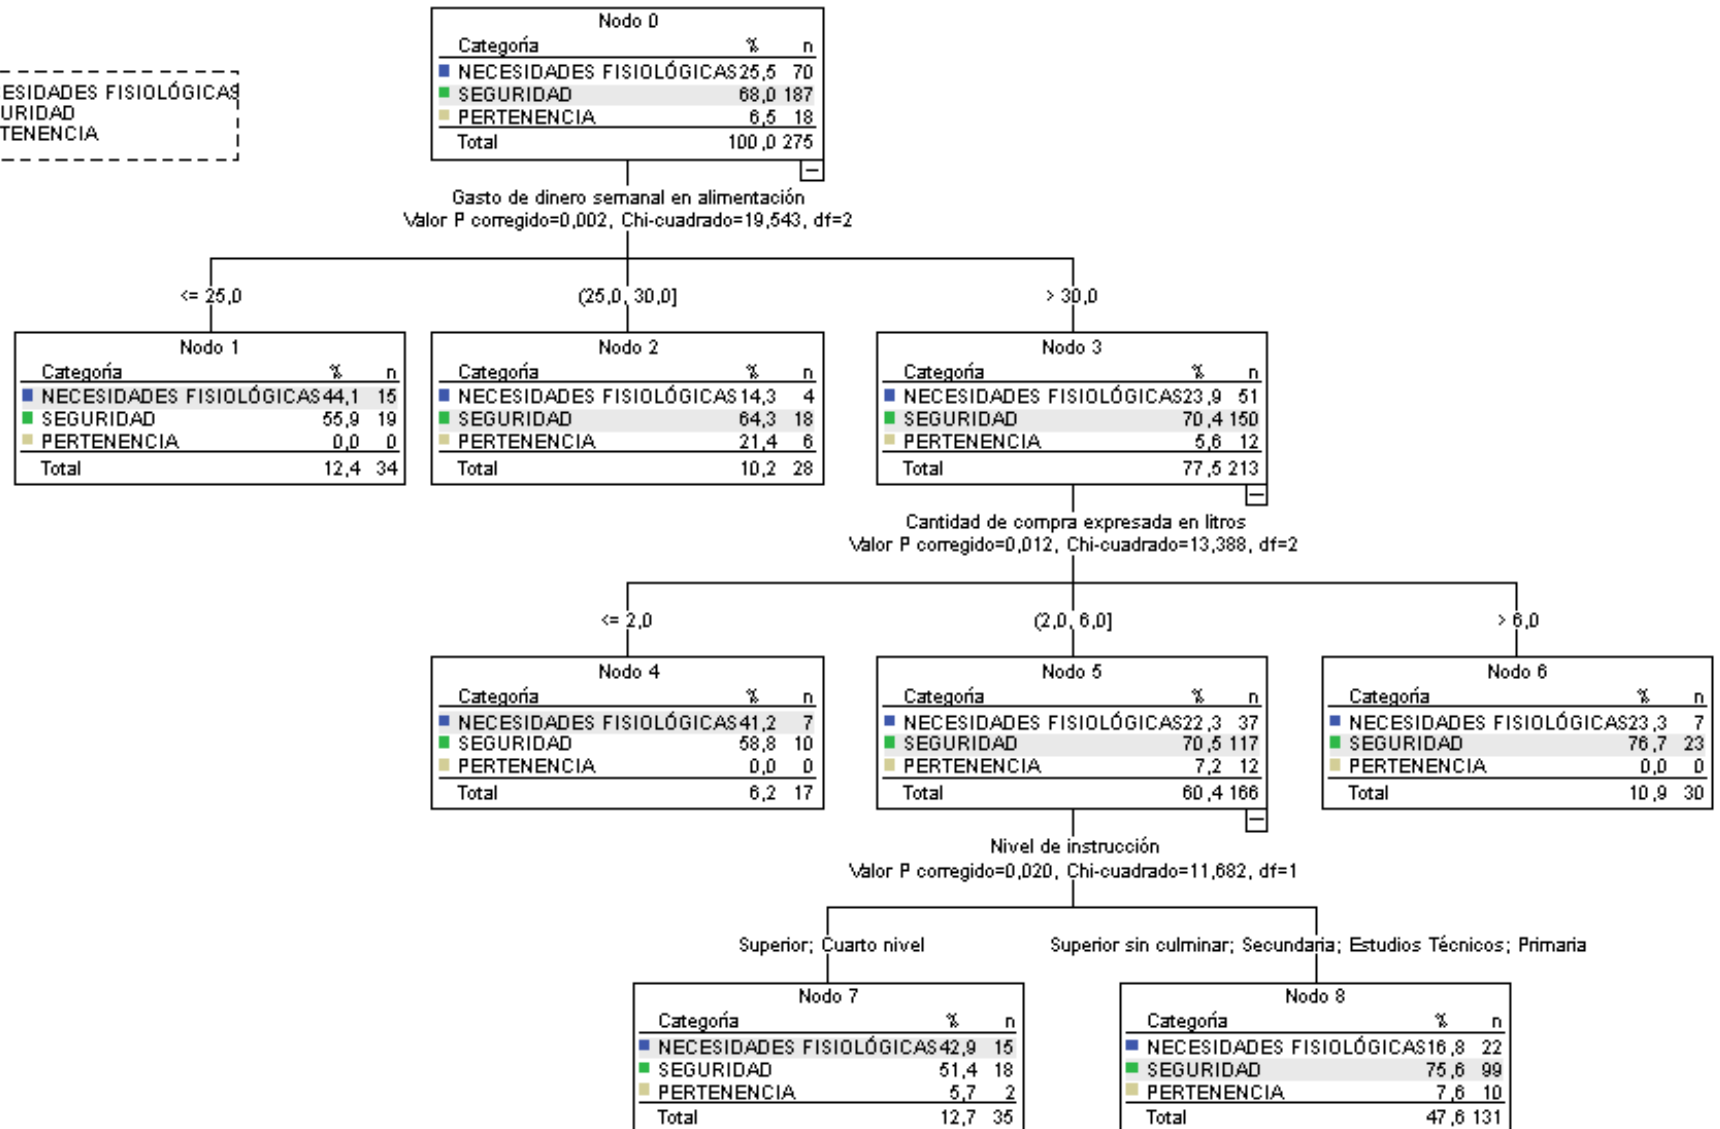 Nodo 0
Categoría % n
NECESIDADES FISIOLÓGICAS 25,5 70
SEGURIDAD 68,0 187
PERTENENCIA 6,5 18
Total 100,0 275
ESIDADES FISIOLÓGICAS
URIDAD
TENENCIA
Gasto de dinero semanal en alimentación
Valor P corregido=0,002, Chi-cuadrado=19,543, df=2
<= 25,0
(25,0, 30,0]
> 30,0
Nodo 1
Categoría % n
NECESIDADES FISIOLÓGICAS 44,1 15
SEGURIDAD 55,9 19
PERTENENCIA 0,0 0
Total 12,4 34
Nodo 2
Categoría % n
NECESIDADES FISIOLÓGICAS 14,3 4
SEGURIDAD 64,3 18
PERTENENCIA 21,4 6
Total 10,2 28
Nodo 3
Categoría % n
NECESIDADES FISIOLÓGICAS 23,9 51
SEGURIDAD 70,4 150
PERTENENCIA 5,6 12
Total 77,5 213
Cantidad de compra expresada en litros
Valor P corregido=0,012, Chi-cuadrado=13,388, df=2
<= 2,0
(2,0, 6,0]
> 6,0
Nodo 4
Categoría % n
NECESIDADES FISIOLÓGICAS 41,2 7
SEGURIDAD 58,8 10
PERTENENCIA 0,0 0
Total 6,2 17
Nodo 5
Categoría % n
NECESIDADES FISIOLÓGICAS 22,3 37
SEGURIDAD 70,5 117
PERTENENCIA 7,2 12
Total 60,4 166
Nodo 6
Categoría % n
NECESIDADES FISIOLÓGICAS 23,3 7
SEGURIDAD 76,7 23
PERTENENCIA 0,0 0
Total 10,9 30
Nivel de instrucción
Valor P corregido=0,020, Chi-cuadrado=11,682, df=1
Superior; Cuarto nivel
Superior sin culminar; Secundaria; Estudios Técnicos; Primaria
Nodo 7
Categoría % n
NECESIDADES FISIOLÓGICAS 42,9 15
SEGURIDAD 51,4 18
PERTENENCIA 5,7 2
Total 12,7 35
Nodo 8
Categoría % n
NECESIDADES FISIOLÓGICAS 16,8 22
SEGURIDAD 75,6 99
PERTENENCIA 7,6 10
Total 47,6 131